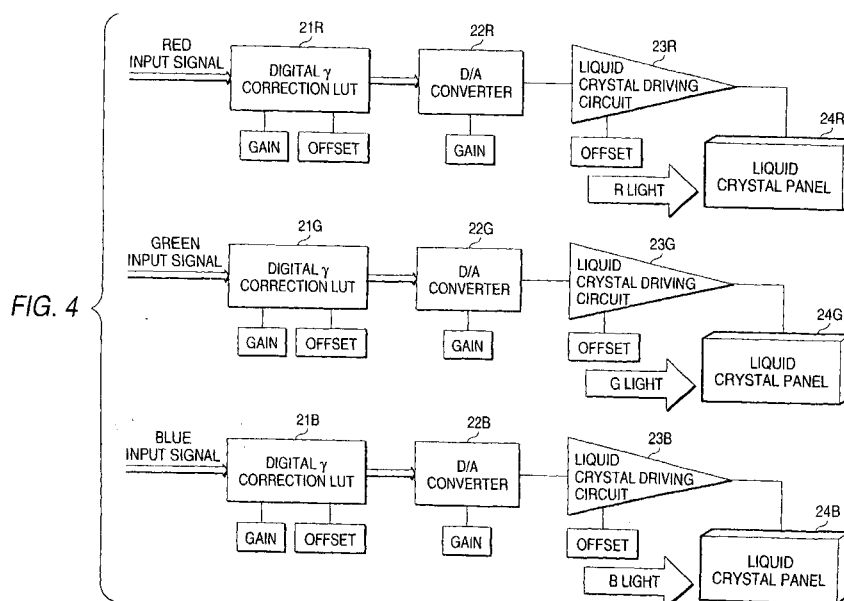 FIG. 4
RED
INPUT SIGNAL
21R
DIGITAL γ
CORRECTION LUT
GAIN
OFFSET
22R
D/A
CONVERTER
GAIN
23R
LIQUID
CRYSTAL DRIVING
CIRCUIT
OFFSET
R LIGHT
24R
LIQUID
CRYSTAL PANEL
GREEN
INPUT SIGNAL
21G
DIGITAL γ
CORRECTION LUT
GAIN
OFFSET
22G
D/A
CONVERTER
GAIN
23G
LIQUID
CRYSTAL DRIVING
CIRCUIT
OFFSET
G LIGHT
24G
LIQUID
CRYSTAL PANEL
BLUE
INPUT SIGNAL
21B
DIGITAL γ
CORRECTION LUT
GAIN
OFFSET
22B
D/A
CONVERTER
GAIN
23B
LIQUID
CRYSTAL DRIVING
CIRCUIT
OFFSET
B LIGHT
24B
LIQUID
CRYSTAL PANEL